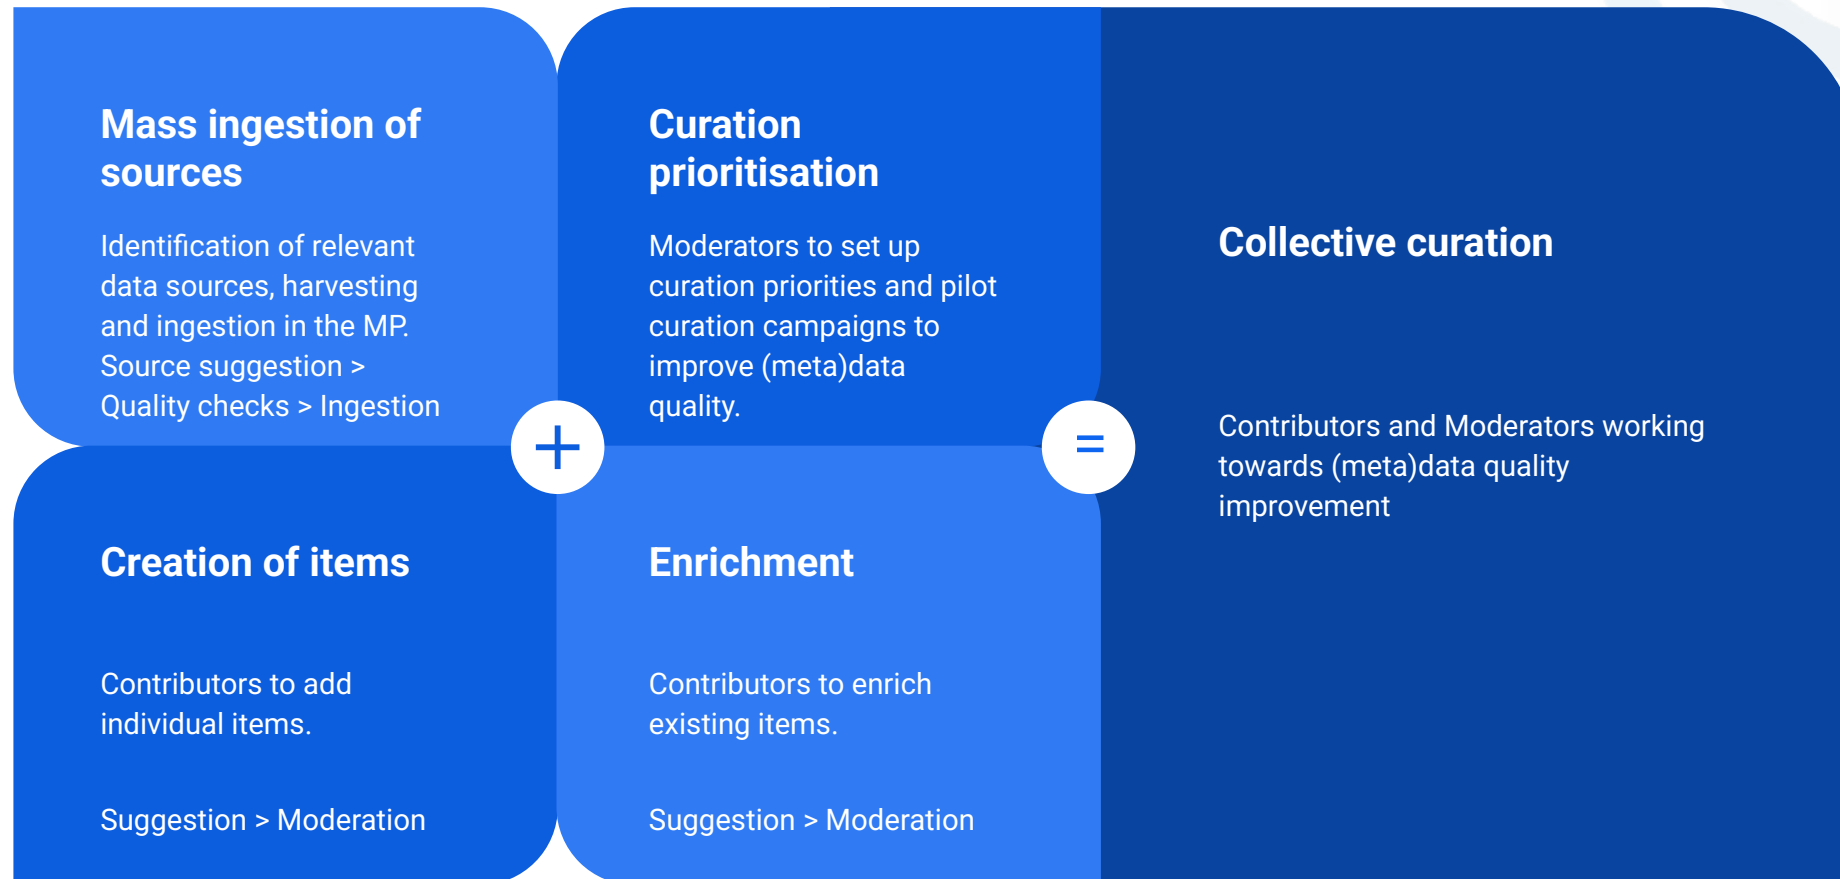 Mass ingestion of
sources
Identification of relevant
data sources, harvesting
and ingestion in the MP.
Source suggestion >
Quality checks > Ingestion
Curation
prioritisation
Moderators to set up
curation priorities and pilot
curation campaigns to
improve (meta)data
quality.
+
Creation of items
Contributors to add
individual items.
Suggestion > Moderation
Enrichment
Contributors to enrich
existing items.
Suggestion > Moderation
=
Collective curation
Contributors and Moderators working
towards (meta)data quality
improvement